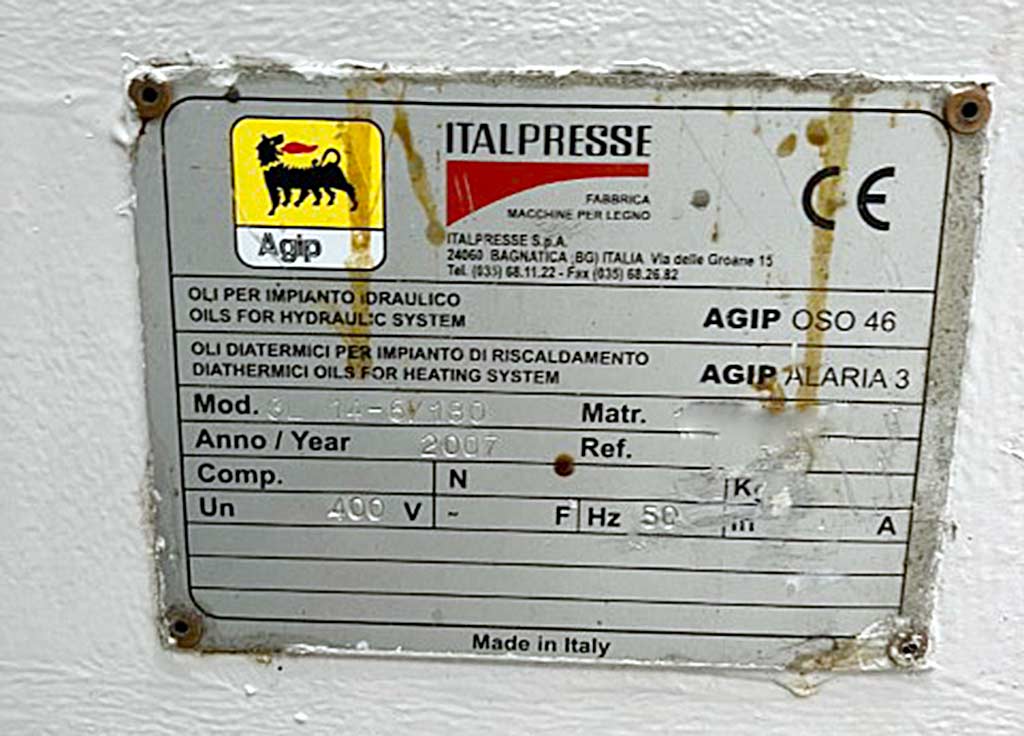 Agip
ITALPRESSE
FABBRICA
MACCHINE PER LEGNO
ITALPRESSE S.p.A.
24060 BAGNATICA (BG) ITALIA Via delle Groane 15
Tel. (035) 68.11.22 - Fax (035) 68.26.82
CE
OLI PER IMPIANTO IDRAULICO
OILS FOR HYDRAULIC SYSTEM
AGIP OSO 46
OLI DIATERMICI PER IMPIANTO DI RISCALDAMENTO
DIATHERMICI OILS FOR HEATING SYSTEM
AGIP ALARIA 3
Mod. Matr.
Anno / Year 2007 Ref.
Comp. N
Un 400 V ~ F Hz 50 A
Made in Italy